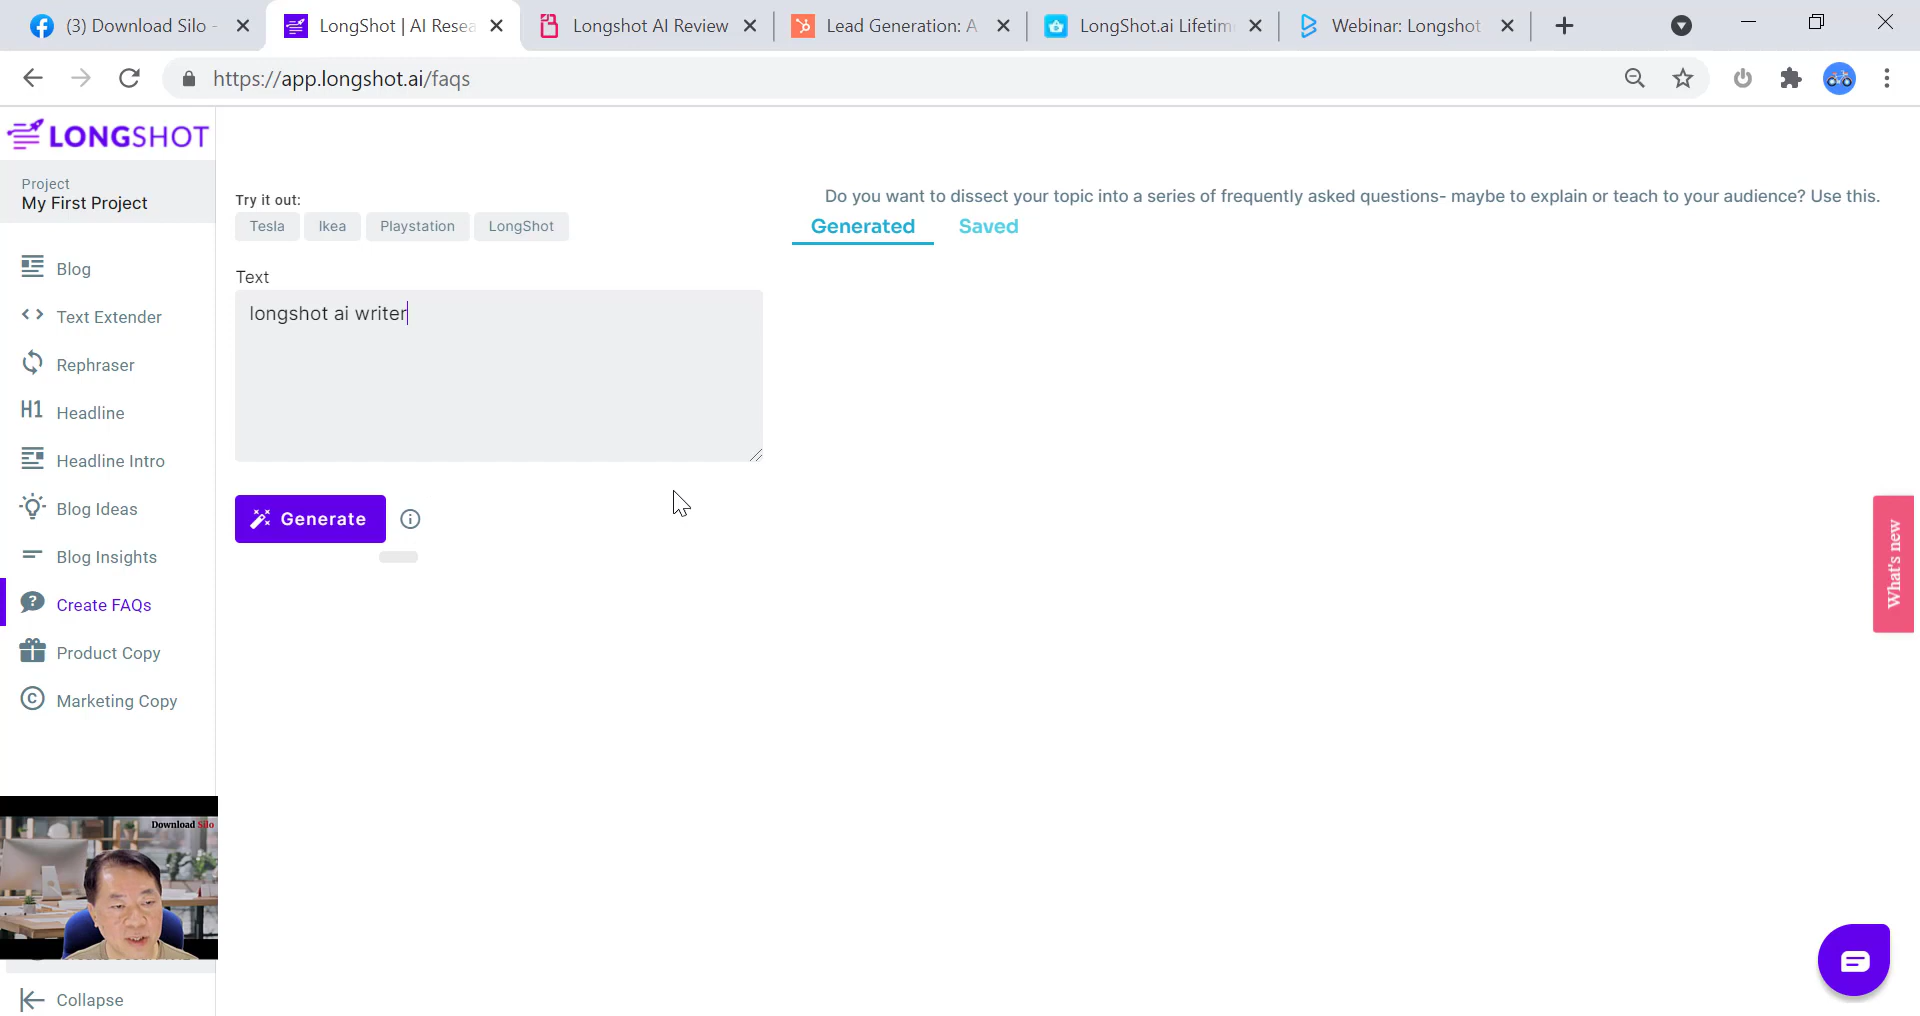 (3) Download Silo -
LongShot | AI Resea
Longshot AI Review
Lead Generation: A
LongShot.ai Lifetim
Webinar: Longshot
https://app.longshot.ai/faqs
LONGSHOT
Project
My First Project
Blog
Text Extender
Rephraser
H1 Headline
Headline Intro
Blog Ideas
Blog Insights
Create FAQs
Product Copy
Marketing Copy
Download Silo
Collapse
Try it out:
Tesla Ikea Playstation LongShot
Text
longshot ai writer
Generate
Do you want to dissect your topic into a series of frequently asked questions- maybe to explain or teach to your audience? Use this.
Generated Saved
What's new